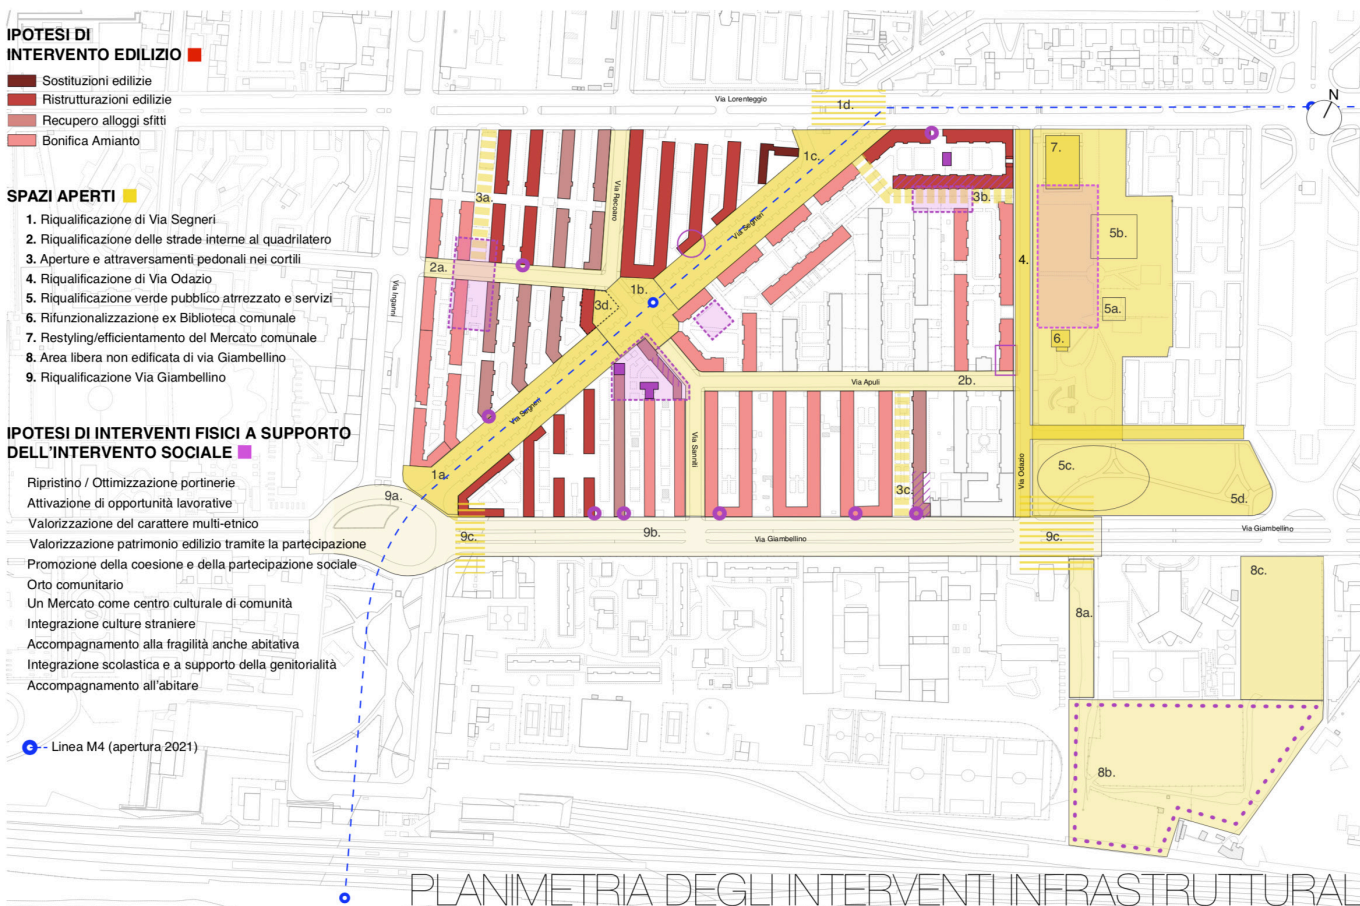 IPOTESI DI
INTERVENTO EDILIZIO
Sostituzioni edilizie
Ristrutturazioni edilizie
Recupero alloggi sfitti
Bonifica Amianto
SPAZI APERTI
1. Riqualificazione di Via Segneri
2. Riqualificazione delle strade interne al quadrilatero
3. Aperture e attraversamenti pedonali nei cortili
4. Riqualificazione di Via Odazio
5. Riqualificazione verde pubblico atrrezzato e servizi
6. Rifunzionalizzazione ex Biblioteca comunale
7. Restyling/efficientamento del Mercato comunale
8. Area libera non edificata di via Giambellino
9. Riqualificazione Via Giambellino
IPOTESI DI INTERVENTI FISICI A SUPPORTO
DELL'INTERVENTO SOCIALE
Ripristino / Ottimizzazione portinerie
Attivazione di opportunità lavorative
Valorizzazione del carattere multi-etnico
Valorizzazione patrimonio edilizio tramite la partecipazione
Promozione della coesione e della partecipazione sociale
Orto comunitario
Un Mercato come centro culturale di comunità
Integrazione culture straniere
Accompagnamento alla fragilità anche abitativa
Integrazione scolastica e a supporto della genitorialità
Accompagnamento all'abitare
Linea M4 (apertura 2021)
Via Lorenteggio
1d.
N
1c.
7.
3a.
Via Recoaro
3b.
Via Segneri
5b.
2a.
4.
Via Inganni
1b.
3d.
5a.
6.
Via Apuli
2b.
Via Segneri
Via Sanniti
Via Odazio
1a.
5c.
9a.
3c.
5d.
9c.
9b.
Via Giambellino
9c.
Via Giambellino
8c.
8a.
8b.
PLANIMETRIA DEGLI INTERVENTI INFRASTRUTTURAL